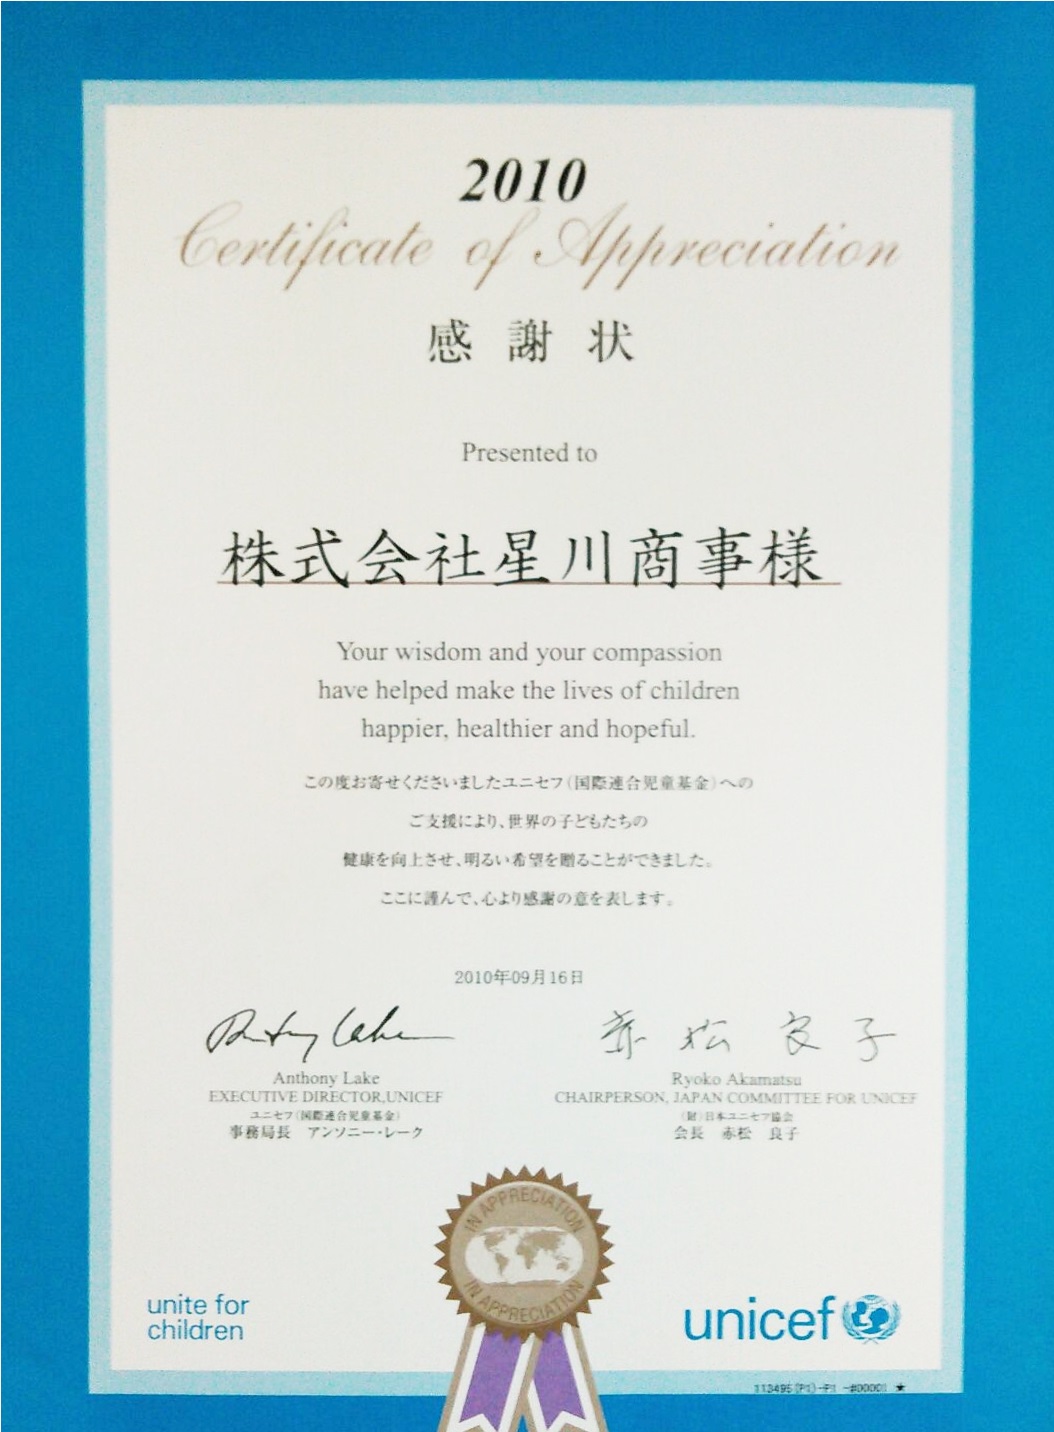 2010
Certificate of Appreciation
感謝状
Presented to
株式会社星川商事様
Your wisdom and your compassion
have helped make the lives of children
happier, healthier and hopeful.
この度お寄せくださいましたユニセフ(国際連合児童基金)への
ご支援により、世界の子どもたちの
健康を向上させ、明るい希望を贈ることができました。
ここに謹んで、心より感謝の意を表します。
2010年09月16日
赤松良子
Anthony Lake
EXECUTIVE DIRECTOR,UNICEF
ユニセフ(国際連合児童基金)
事務局長 アンソニー・レーク
Ryoko Akamatsu
CHAIRPERSON, JAPAN COMMITTEE FOR UNICEF
(財)日本ユニセフ協会
会長 赤松 良子
IN APPRECIATION
IN APPRECIATION
unite for
children
unicef